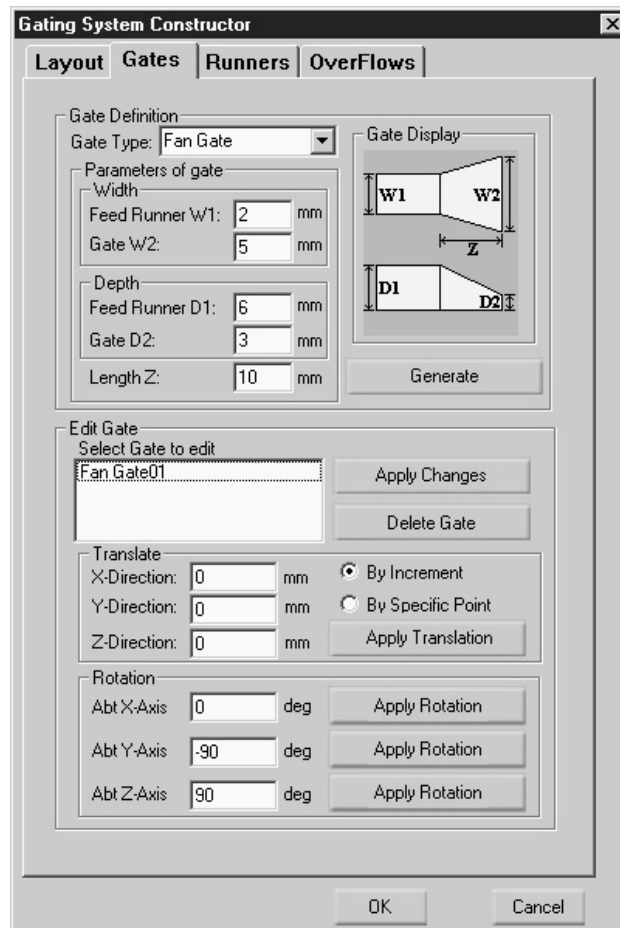 Gating System Constructor
Layout Gates Runners OverFlows
Gate Definition
Gate Type: Fan Gate
Parameters of gate
Width
Feed Runner W1: 2 mm
Gate W2: 5 mm
Depth
Feed Runner D1: 6 mm
Gate D2: 3 mm
Length Z: 10 mm
Gate Display
W1 W2
Z
D1 D2
Generate
Edit Gate
Select Gate to edit
Fan Gate01
Apply Changes
Delete Gate
Translate
X-Direction: 0 mm
Y-Direction: 0 mm
Z-Direction: 0 mm
By Increment
By Specific Point
Apply Translation
Rotation
Abt X-Axis 0 deg Apply Rotation
Abt Y-Axis -90 deg Apply Rotation
Abt Z-Axis 90 deg Apply Rotation
OK Cancel